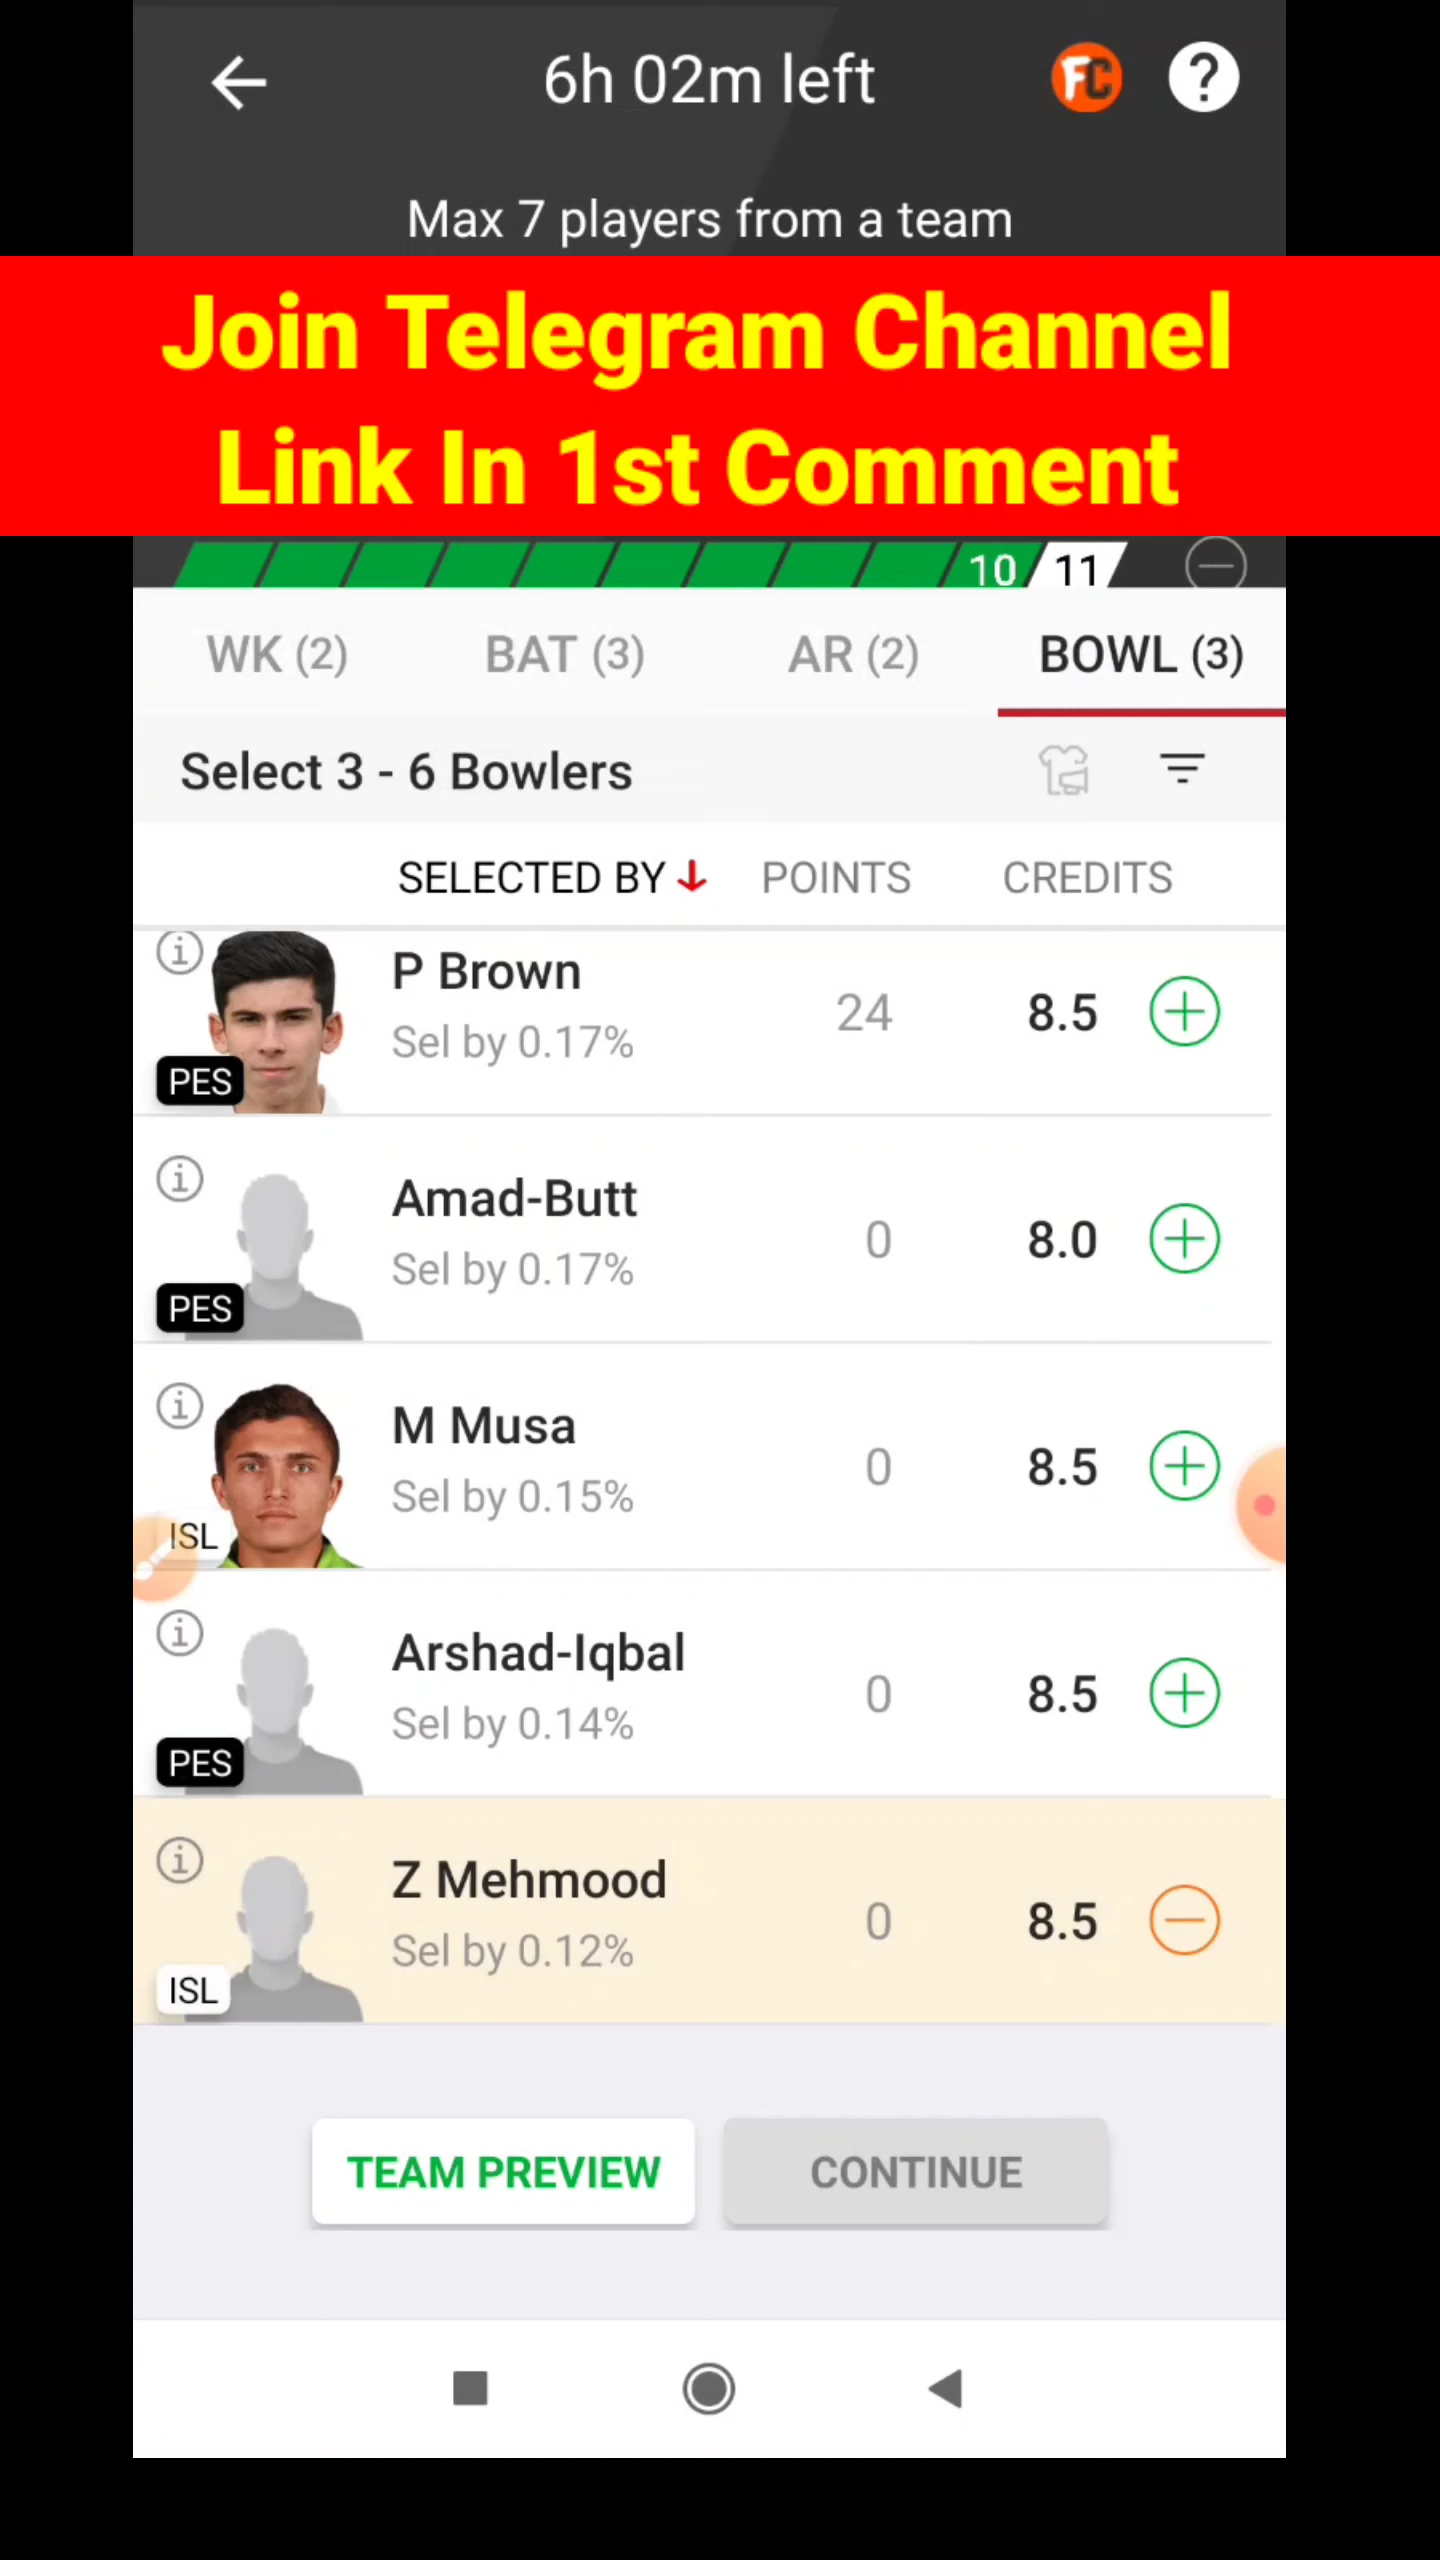 6h 02m left
FC
?
Max 7 players from a team
Join Telegram Channel
Link In 1st Comment
10 11
WK (2) BAT (3) AR (2) BOWL (3)
Select 3 - 6 Bowlers
SELECTED BY POINTS CREDITS
P Brown
Sel by 0.17%
24 8.5
PES
Amad-Butt
Sel by 0.17%
0 8.0
PES
M Musa
Sel by 0.15%
0 8.5
ISL
Arshad-Iqbal
Sel by 0.14%
0 8.5
PES
Z Mehmood
Sel by 0.12%
0 8.5
ISL
TEAM PREVIEW CONTINUE